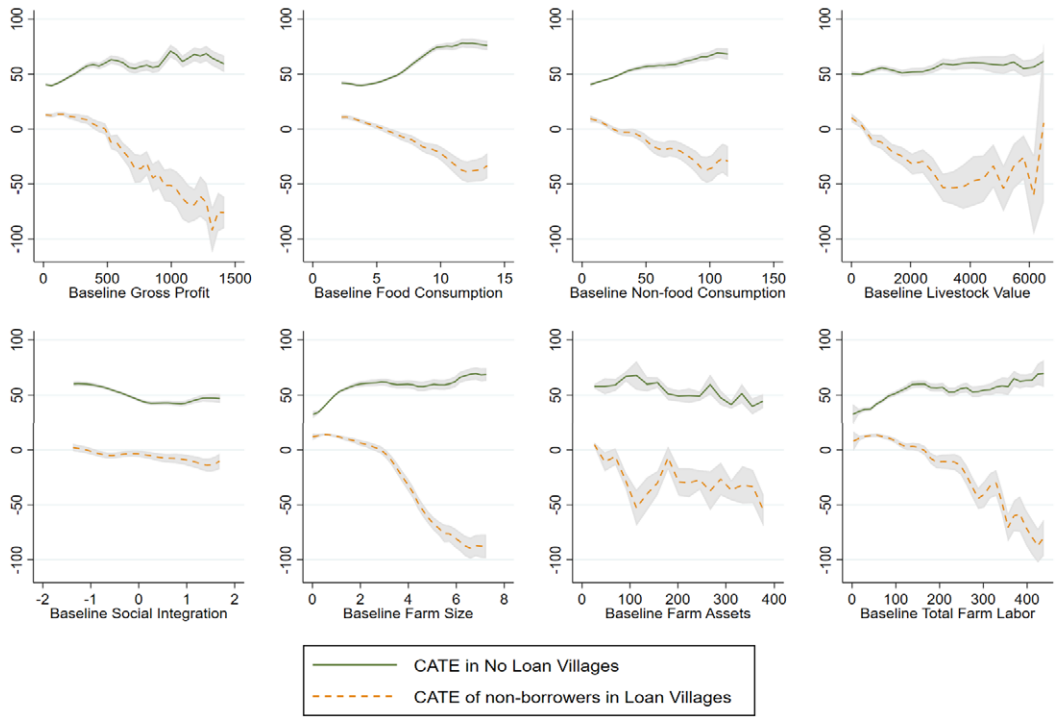 100
50
0
-50
-100
0 500 1000 1500
Baseline Gross Profit
100
50
0
-50
-100
0 5 10 15
Baseline Food Consumption
100
50
0
-50
-100
0 50 100 150
Baseline Non-food Consumption
100
50
0
-50
-100
0 2000 4000 6000
Baseline Livestock Value
100
50
0
-50
-100
-2 -1 0 1 2
Baseline Social Integration
100
50
0
-50
-100
0 2 4 6 8
Baseline Farm Size
100
50
0
-50
-100
0 100 200 300 400
Baseline Farm Assets
100
50
0
-50
-100
0 100 200 300 400
Baseline Total Farm Labor
CATE in No Loan Villages
CATE of non-borrowers in Loan Villages